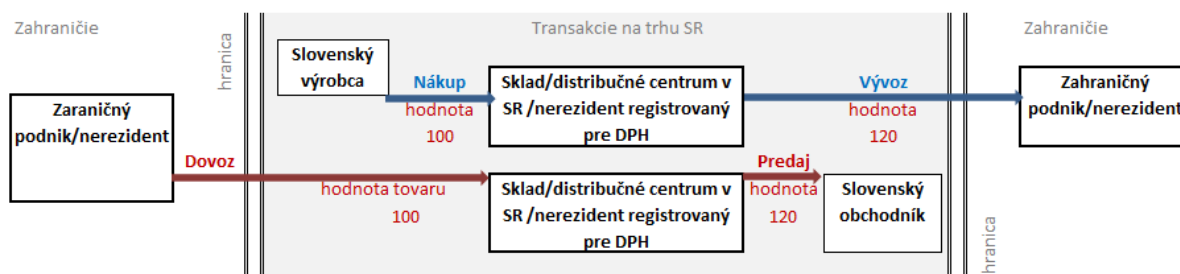 Zahraničie
Transakcie na trhu SR
Zahraničie
hranica
Slovenský
výrobca
Nákup
hodnota
100
Sklad/distribučné centrum v
SR /nerezident registrovaný
pre DPH
Vývoz
hodnota
120
Zahraničný
podnik/nerezident
Zaraničný
podnik/nerezident
Dovoz
hodnota tovaru
100
Sklad/distribučné centrum v
SR /nerezident registrovaný
pre DPH
Predaj
hodnota
120
Slovenský
obchodník
hranica